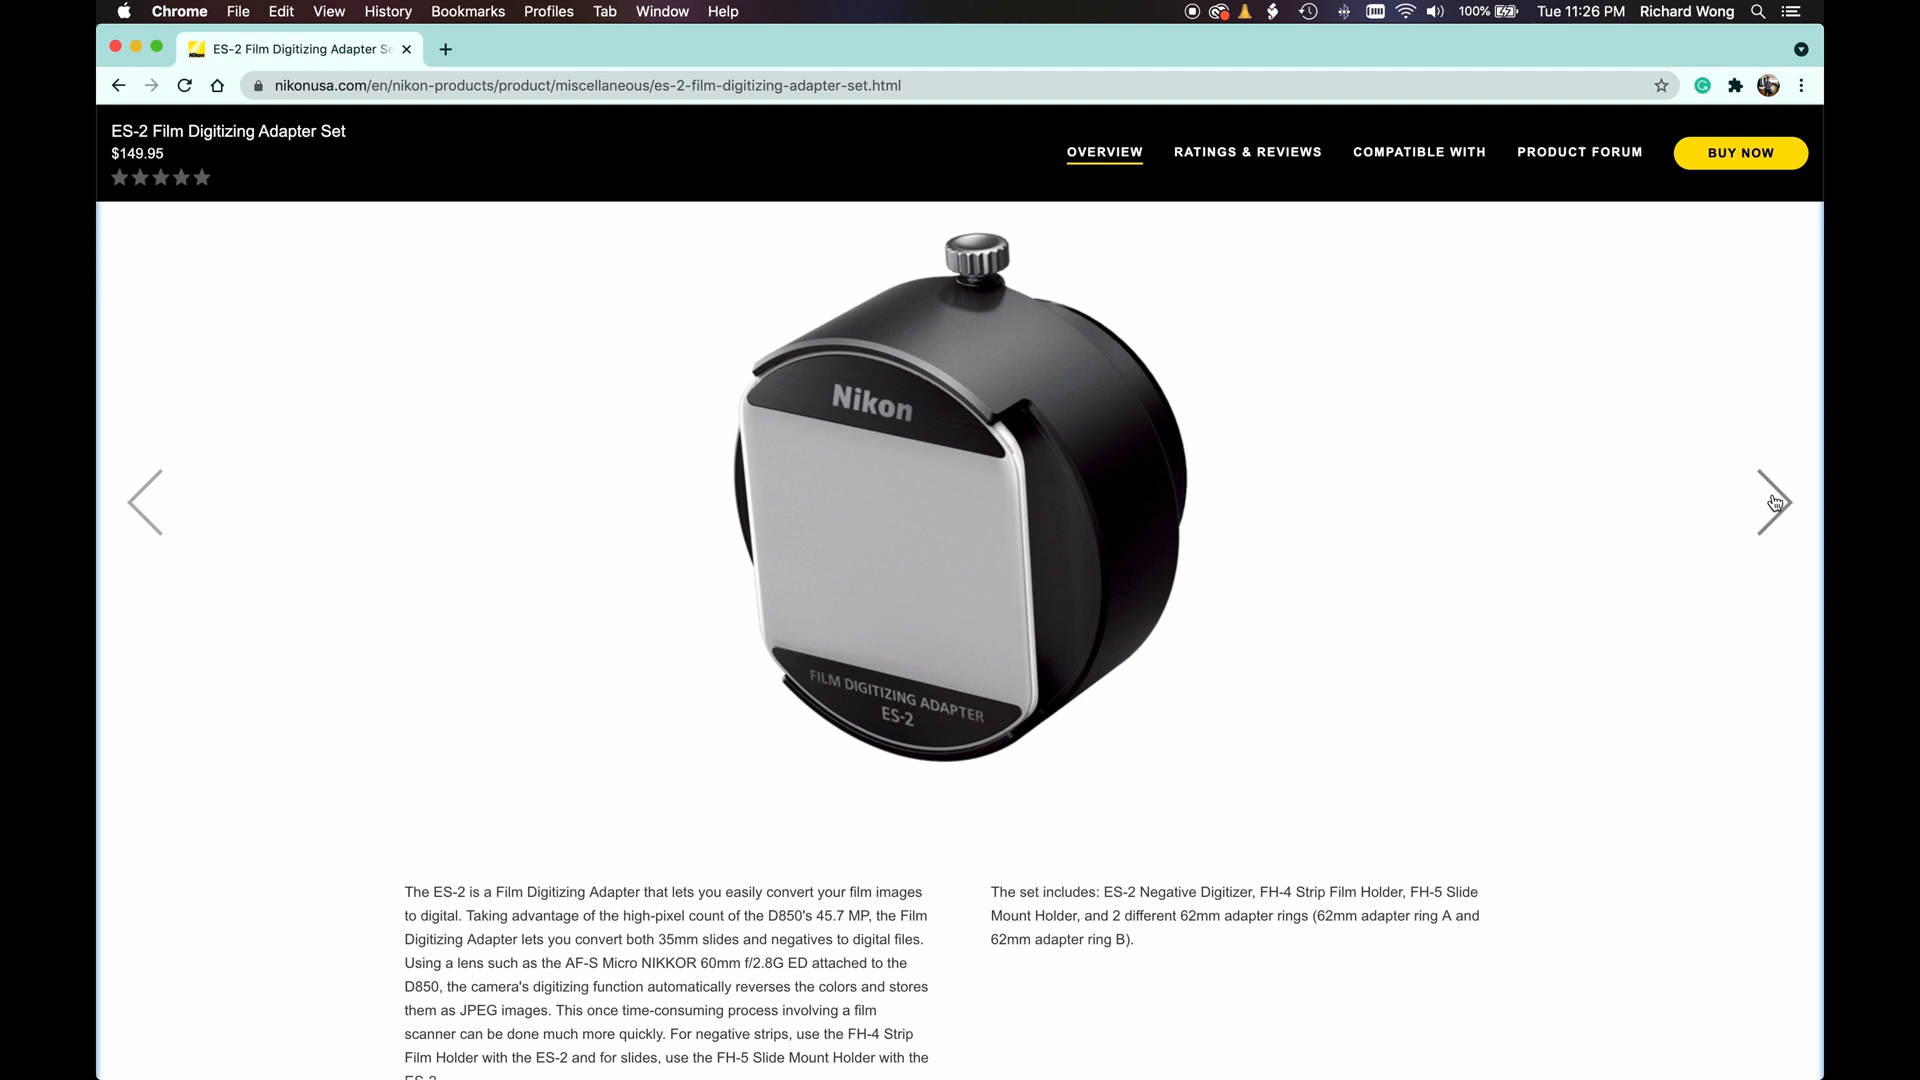 Chrome File Edit View History Bookmarks Profiles Tab Window Help 100% Tue 11:26 PM Richard Wong
ES-2 Film Digitizing Adapter S
nikonusa.com/en/nikon-products/product/miscellaneous/es-2-film-digitizing-adapter-set.html
ES-2 Film Digitizing Adapter Set
$149.95
OVERVIEW RATINGS & REVIEWS COMPATIBLE WITH PRODUCT FORUM BUY NOW
Nikon
FILM DIGITIZING ADAPTER
ES-2
The ES-2 is a Film Digitizing Adapter that lets you easily convert your film images
to digital. Taking advantage of the high-pixel count of the D850's 45.7 MP, the Film
Digitizing Adapter lets you convert both 35mm slides and negatives to digital files.
Using a lens such as the AF-S Micro NIKKOR 60mm f/2.8G ED attached to the
D850, the camera's digitizing function automatically reverses the colors and stores
them as JPEG images. This once time-consuming process involving a film
scanner can be done much more quickly. For negative strips, use the FH-4 Strip
Film Holder with the ES-2 and for slides, use the FH-5 Slide Mount Holder with the
ES-2
The set includes: ES-2 Negative Digitizer, FH-4 Strip Film Holder, FH-5 Slide
Mount Holder, and 2 different 62mm adapter rings (62mm adapter ring A and
62mm adapter ring B).